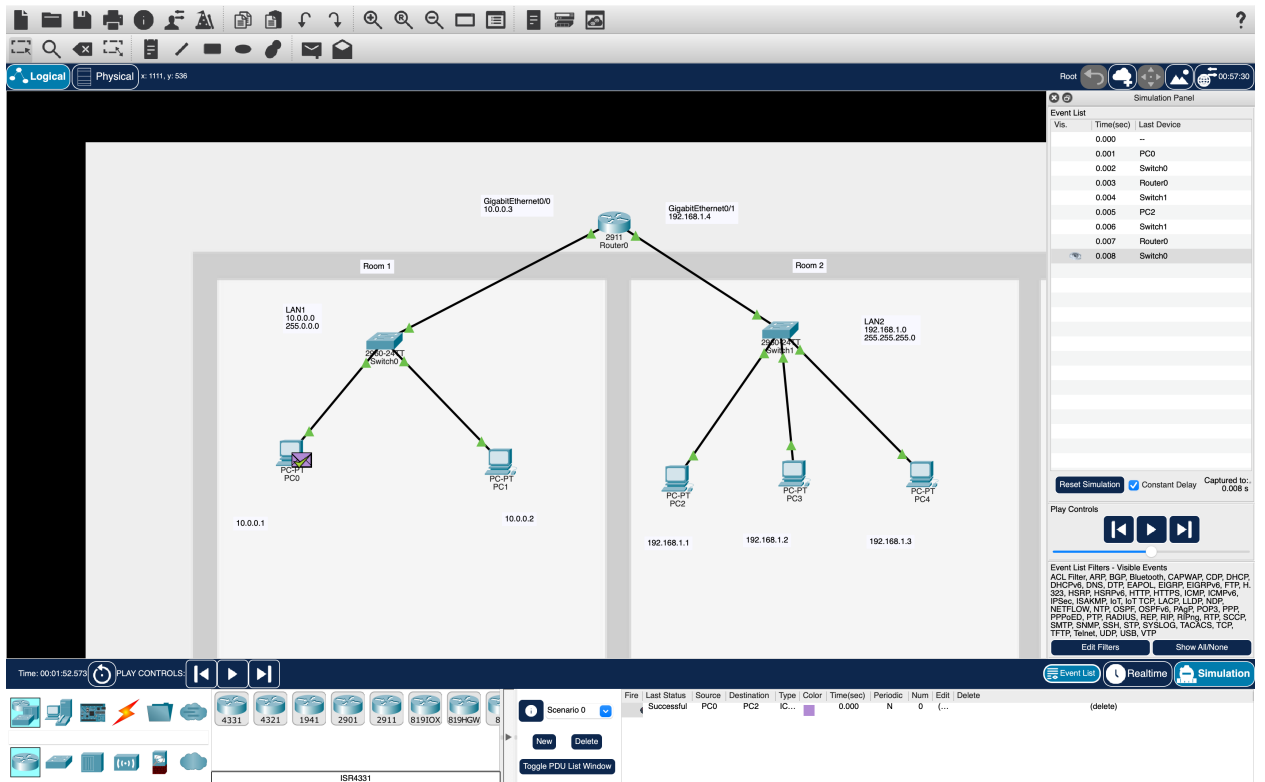 ?
Logical
Physical
x: 1111, y: 536
Root
00:57:30
Simulation Panel
Event List
Vis. Time(sec) Last Device
0.000 --
0.001 PC0
0.002 Switch0
0.003 Router0
0.004 Switch1
0.005 PC2
0.006 Switch1
0.007 Router0
0.008 Switch0
Reset Simulation
Constant Delay
Captured to:
0.008 s
Play Controls
Event List Filters - Visible Events
ACL Filter, ARP, BGP, Bluetooth, CAPWAP, CDP, DHCP,
DHCPv6, DNS, DTP, EAPOL, EIGRP, EIGRPv6, FTP, H.
323, HSRP, HSRPv6, HTTP, HTTPS, ICMP, ICMPv6,
IPSec, ISAKMP, IoT, IoT TCP, LACP, LLDP, NDP,
NETFLOW, NTP, OSPF, OSPFv6, PAgP, POP3, PPP,
PPPoED, PTP, RADIUS, REP, RIP, RIPng, RTP, SCCP,
SMTP, SNMP, SSH, STP, SYSLOG, TACACS, TCP,
TFTP, Telnet, UDP, USB, VTP
Edit Filters
Show All/None
GigabitEthernet0/0
10.0.0.3
GigabitEthernet0/1
192.168.1.4
2911
Router0
Room 1
Room 2
LAN1
10.0.0.0
255.0.0.0
LAN2
192.168.1.0
255.255.255.0
2960-24TT
Switch0
2960-24TT
Switch1
PC-PT
PC0
PC-PT
PC1
PC-PT
PC2
PC-PT
PC3
PC-PT
PC4
10.0.0.1
10.0.0.2
192.168.1.1
192.168.1.2
192.168.1.3
Time: 00:01:52.573
PLAY CONTROLS:
Event List
Realtime
Simulation
4331
4321
1941
2901
2911
819IOX
819HGW
8
ISR4331
Scenario 0
New
Delete
Toggle PDU List Window
Fire Last Status Source Destination Type Color Time(sec) Periodic Num Edit Delete
Successful PC0 PC2 IC... 0.000 N 0 (... (delete)